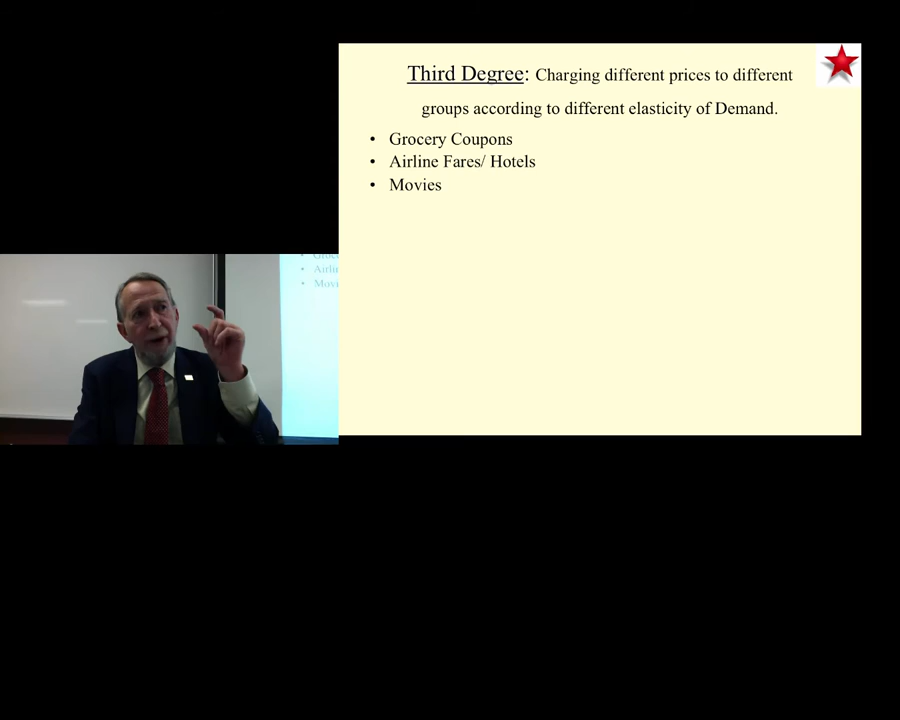 Third Degree: Charging different prices to different
groups according to different elasticity of Demand.
• Grocery Coupons
• Airline Fares/ Hotels
• Movies